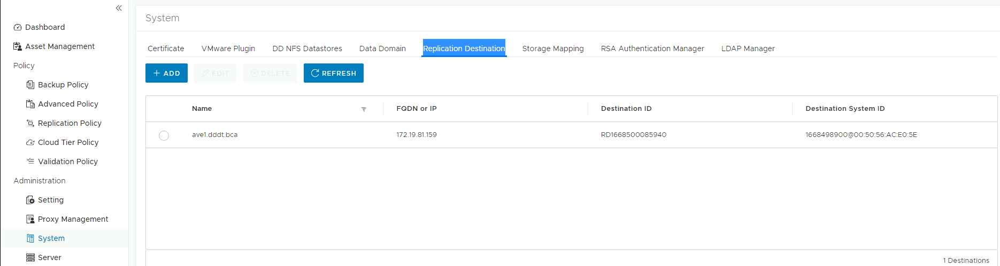 Dashboard
Asset Management
Policy
Backup Policy
Advanced Policy
Replication Policy
Cloud Tier Policy
Validation Policy
Administration
Setting
Proxy Management
System
Server
System
Certificate VMware Plugin DD NFS Datastores Data Domain Replication Destination Storage Mapping RSA Authentication Manager LDAP Manager
ADD EDIT DELETE REFRESH
Name FQDN or IP Destination ID Destination System ID
ave1.dddt.bca 172.19.81.159 RD1668500085940 1668498900@00:50:56:AC:E0:5E
1 Destinations